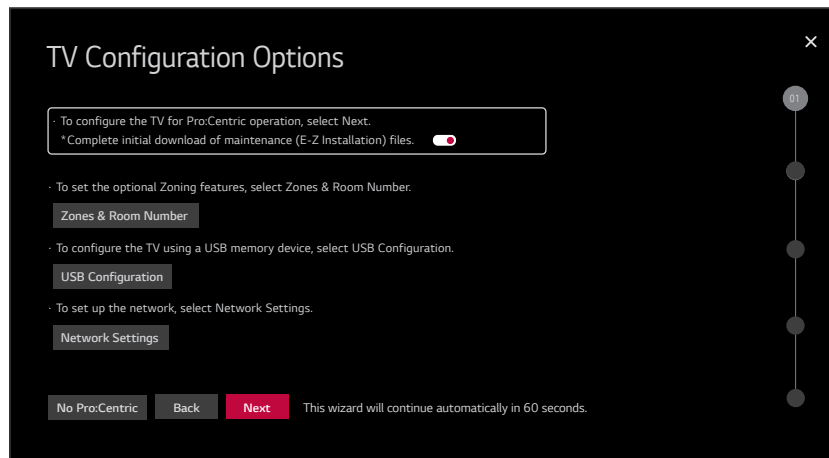 TV Configuration Options
01
· To configure the TV for Pro:Centric operation, select Next.
*Complete initial download of maintenance (E-Z Installation) files.
· To set the optional Zoning features, select Zones & Room Number.
Zones & Room Number
· To configure the TV using a USB memory device, select USB Configuration.
USB Configuration
· To set up the network, select Network Settings.
Network Settings
No Pro:Centric Back Next This wizard will continue automatically in 60 seconds.